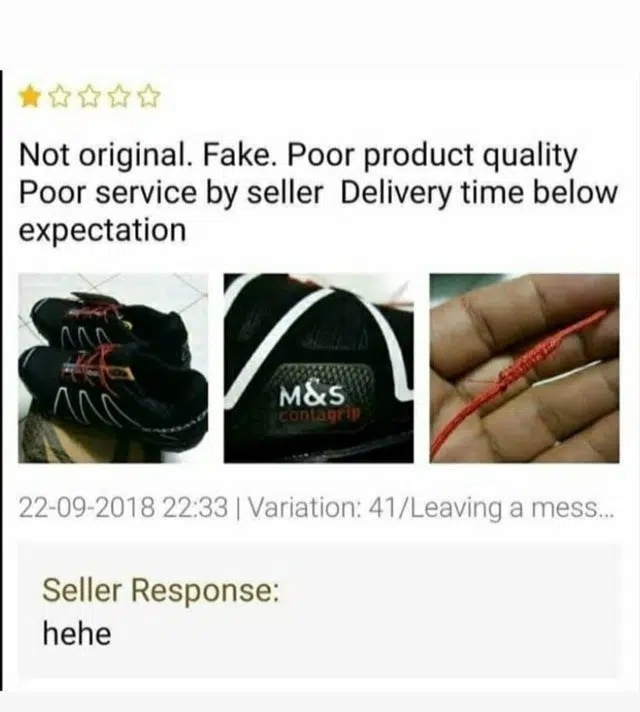 Not original. Fake. Poor product quality
Poor service by seller  Delivery time below
expectation
M&S
contagrip
22-09-2018 22:33 | Variation: 41/Leaving a mess...
Seller Response:
hehe